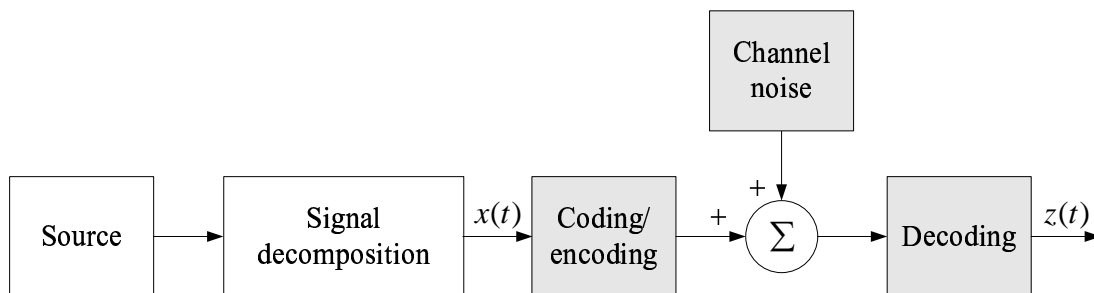 Channel
noise
+
Source
Signal
decomposition
x(t)
Coding/
encoding
+
Σ
Decoding
z(t)